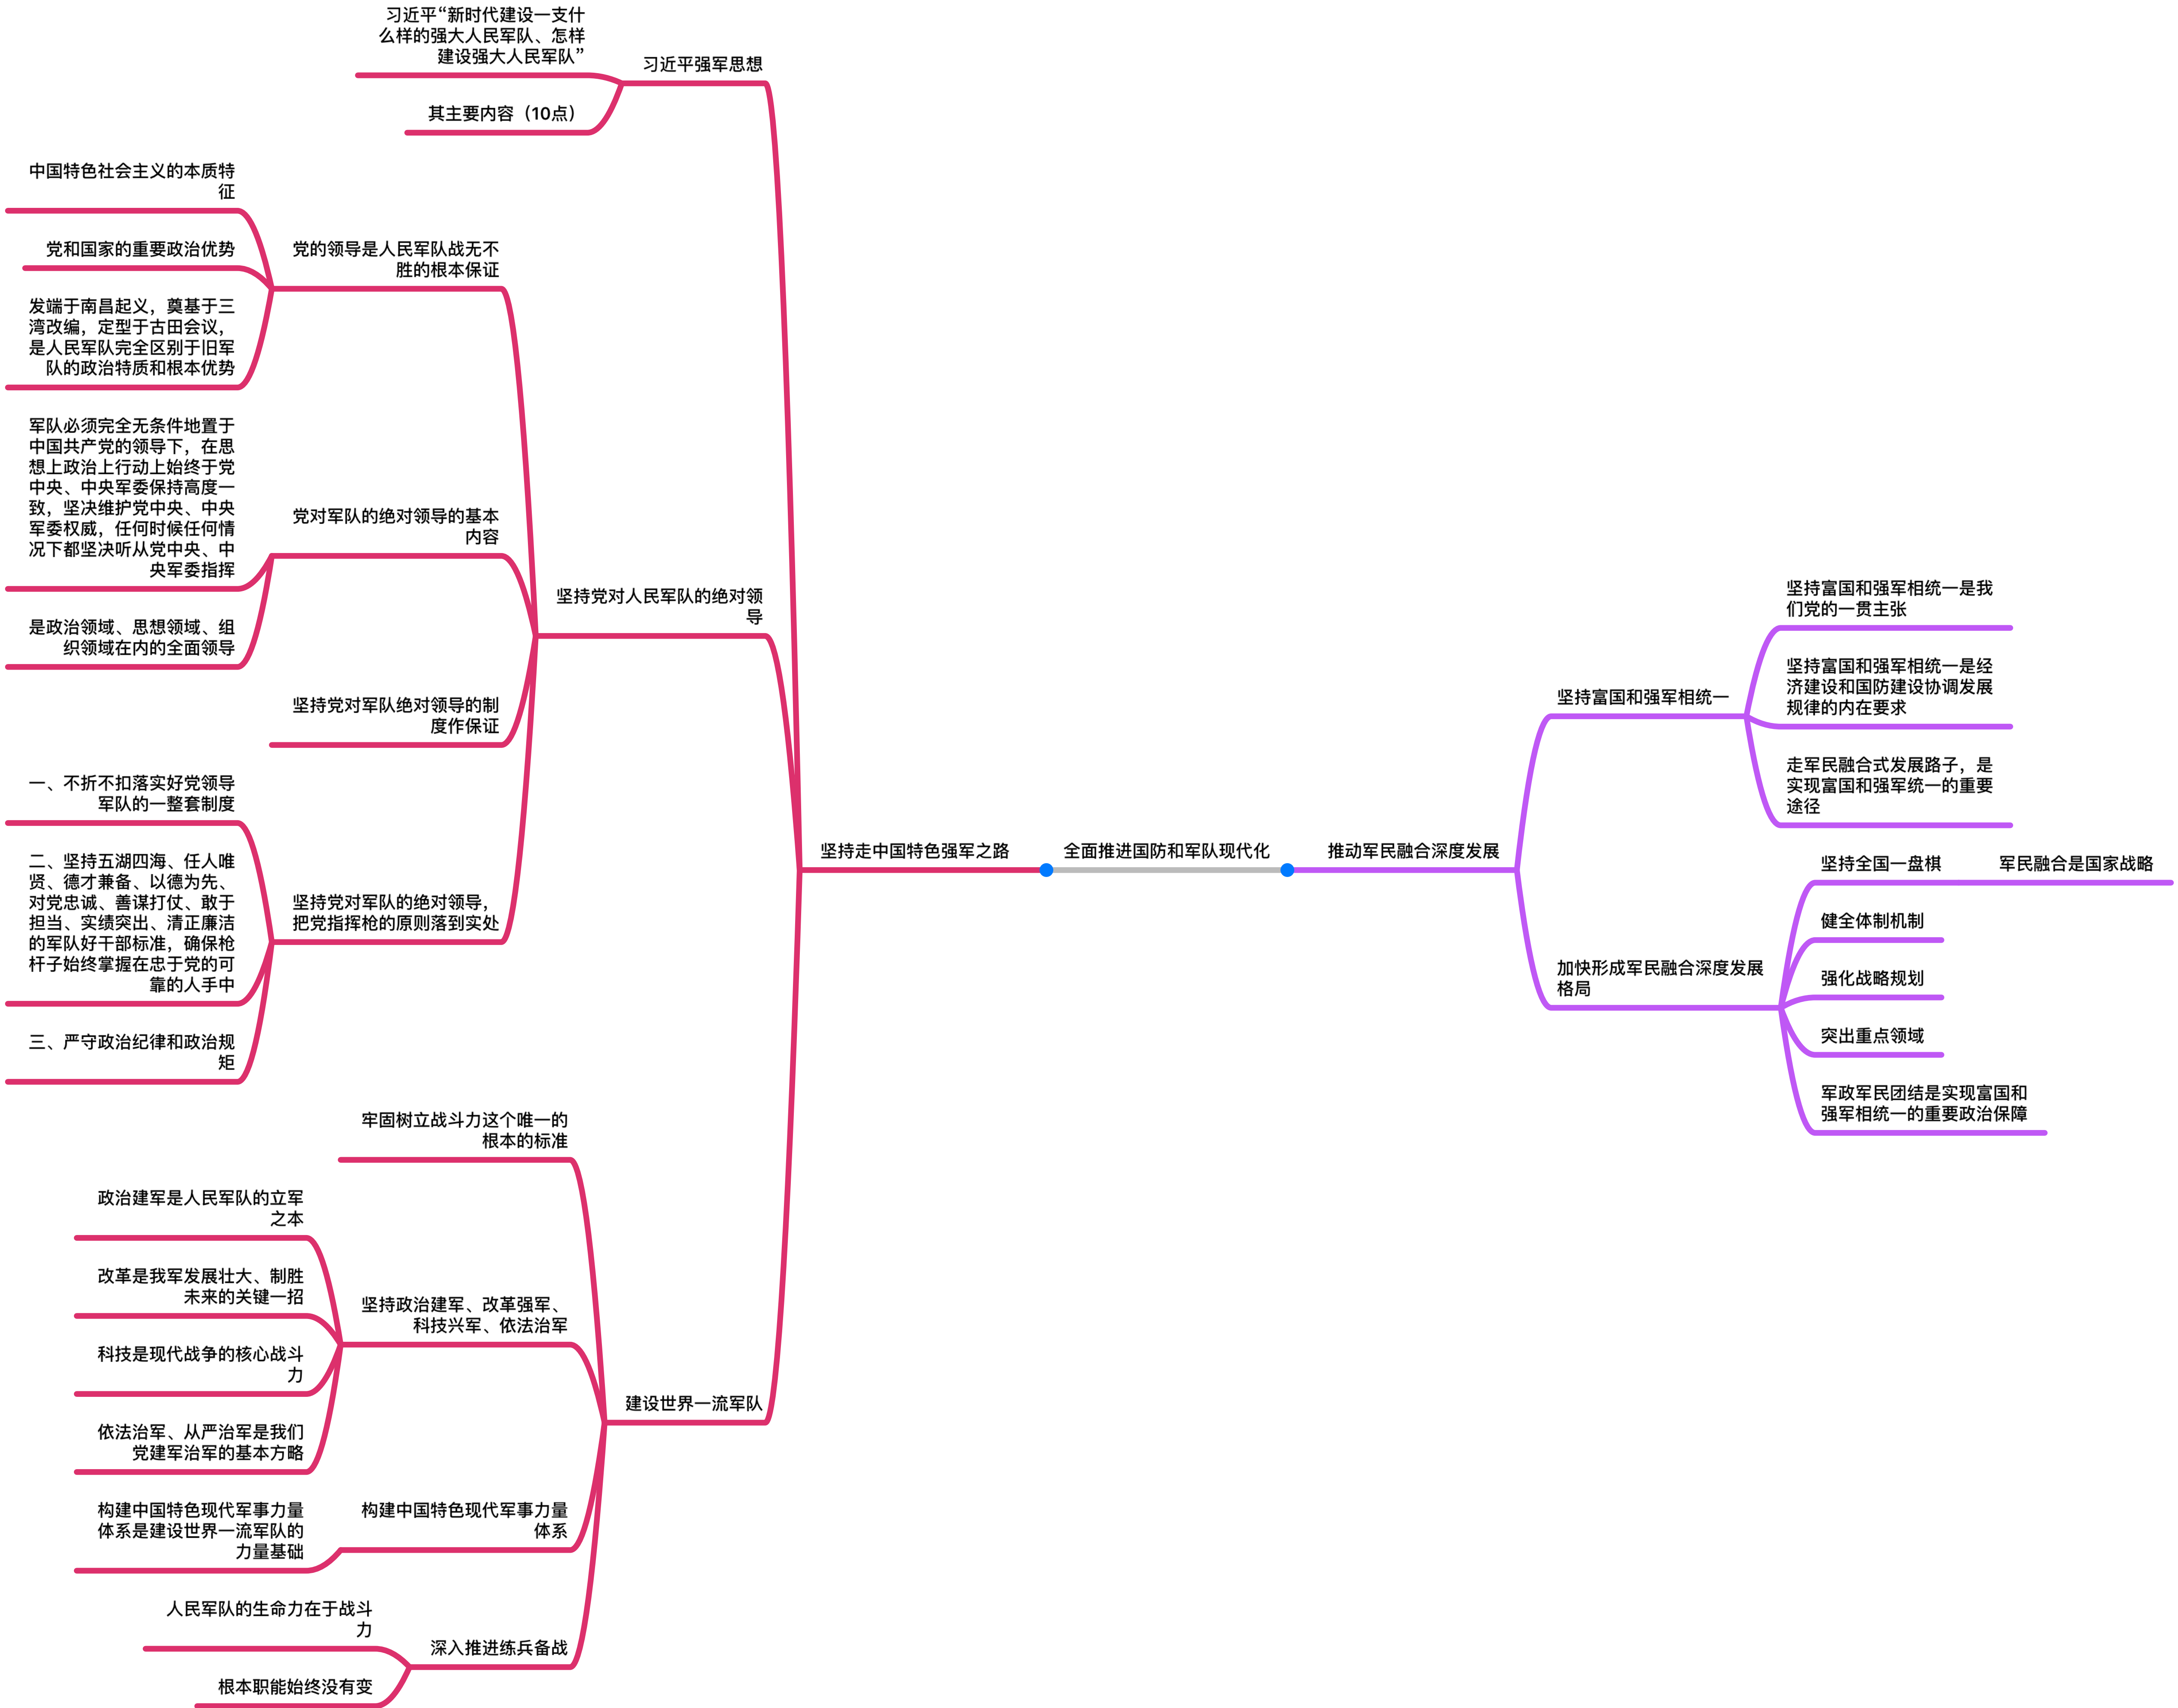 习近平“新时代建设一支什
么样的强大人民军队、怎样
建设强大人民军队”
习近平强军思想
其主要内容（10点）
中国特色社会主义的本质特
征
党和国家的重要政治优势
党的领导是人民军队战无不
胜的根本保证
发端于南昌起义，奠基于三
湾改编，定型于古田会议，
是人民军队完全区别于旧军
队的政治特质和根本优势
军队必须完全无条件地置于
中国共产党的领导下，在思
想上政治上行动上始终于党
中央、中央军委保持高度一
致，坚决维护党中央、中央
军委权威，任何时候任何情
况下都坚决听从党中央、中
央军委指挥
党对军队的绝对领导的基本
内容
是政治领域、思想领域、组
织领域在内的全面领导
坚持党对人民军队的绝对领
导
坚持党对军队绝对领导的制
度作保证
一、不折不扣落实好党领导
军队的一整套制度
二、坚持五湖四海、任人唯
贤、德才兼备、以德为先、
对党忠诚、善谋打仗、敢于
担当、实绩突出、清正廉洁
的军队好干部标准，确保枪
杆子始终掌握在忠于党的可
靠的人手中
坚持党对军队的绝对领导，
把党指挥枪的原则落到实处
三、严守政治纪律和政治规
矩
坚持走中国特色强军之路
全面推进国防和军队现代化
推动军民融合深度发展
牢固树立战斗力这个唯一的
根本的标准
政治建军是人民军队的立军
之本
改革是我军发展壮大、制胜
未来的关键一招
坚持政治建军、改革强军、
科技兴军、依法治军
科技是现代战争的核心战斗
力
依法治军、从严治军是我们
党建军治军的基本方略
建设世界一流军队
构建中国特色现代军事力量
体系是建设世界一流军队的
力量基础
构建中国特色现代军事力量
体系
人民军队的生命力在于战斗
力
深入推进练兵备战
根本职能始终没有变
坚持富国和强军相统一
坚持富国和强军相统一是我
们党的一贯主张
坚持富国和强军相统一是经
济建设和国防建设协调发展
规律的内在要求
走军民融合式发展路子，是
实现富国和强军统一的重要
途径
加快形成军民融合深度发展
格局
坚持全国一盘棋
军民融合是国家战略
健全体制机制
强化战略规划
突出重点领域
军政军民团结是实现富国和
强军相统一的重要政治保障